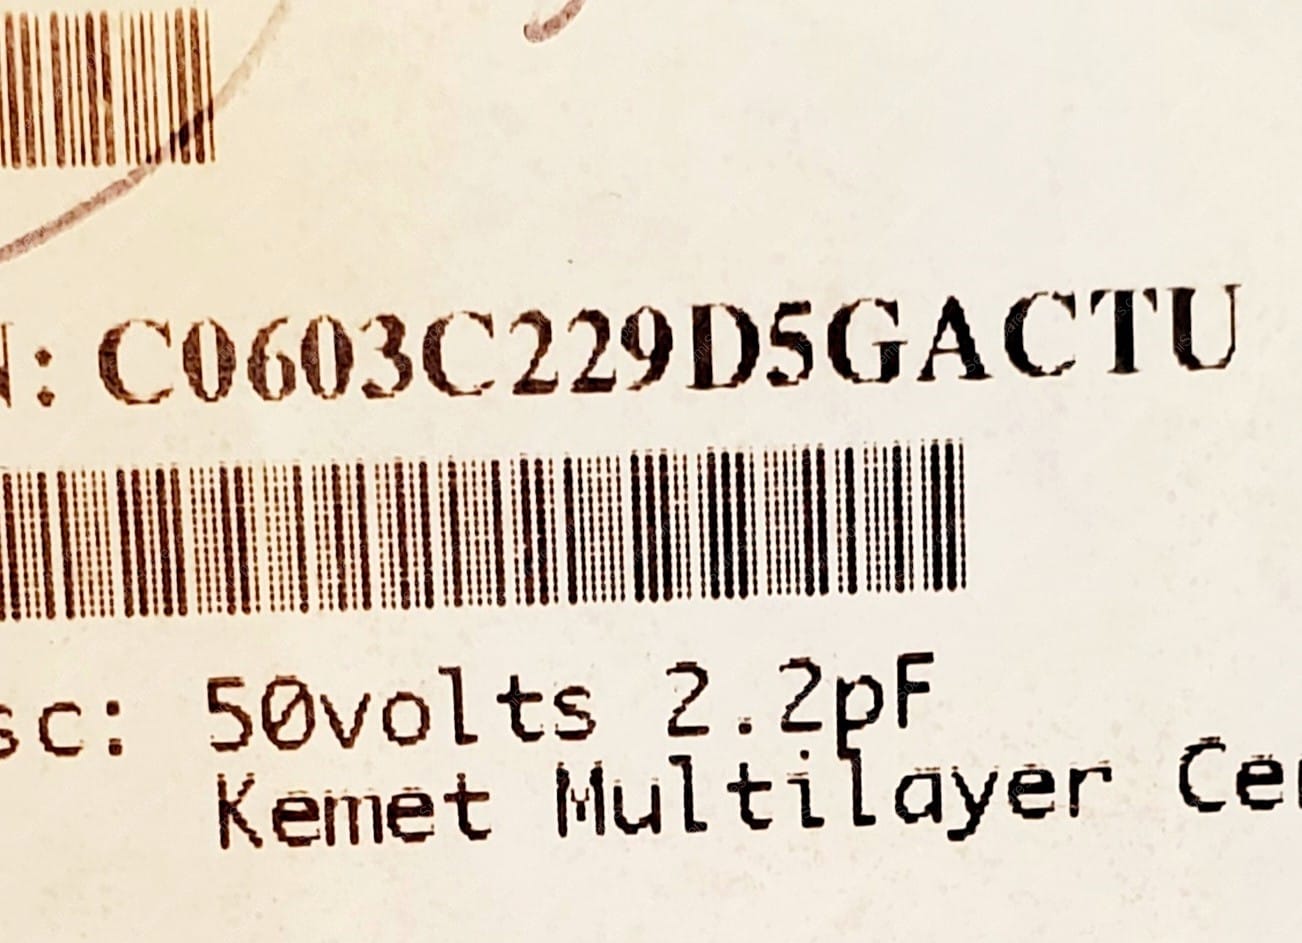 : C0603C229D5GACTU
sc: 50volts 2.2pF
Kemet Multilayer Ce